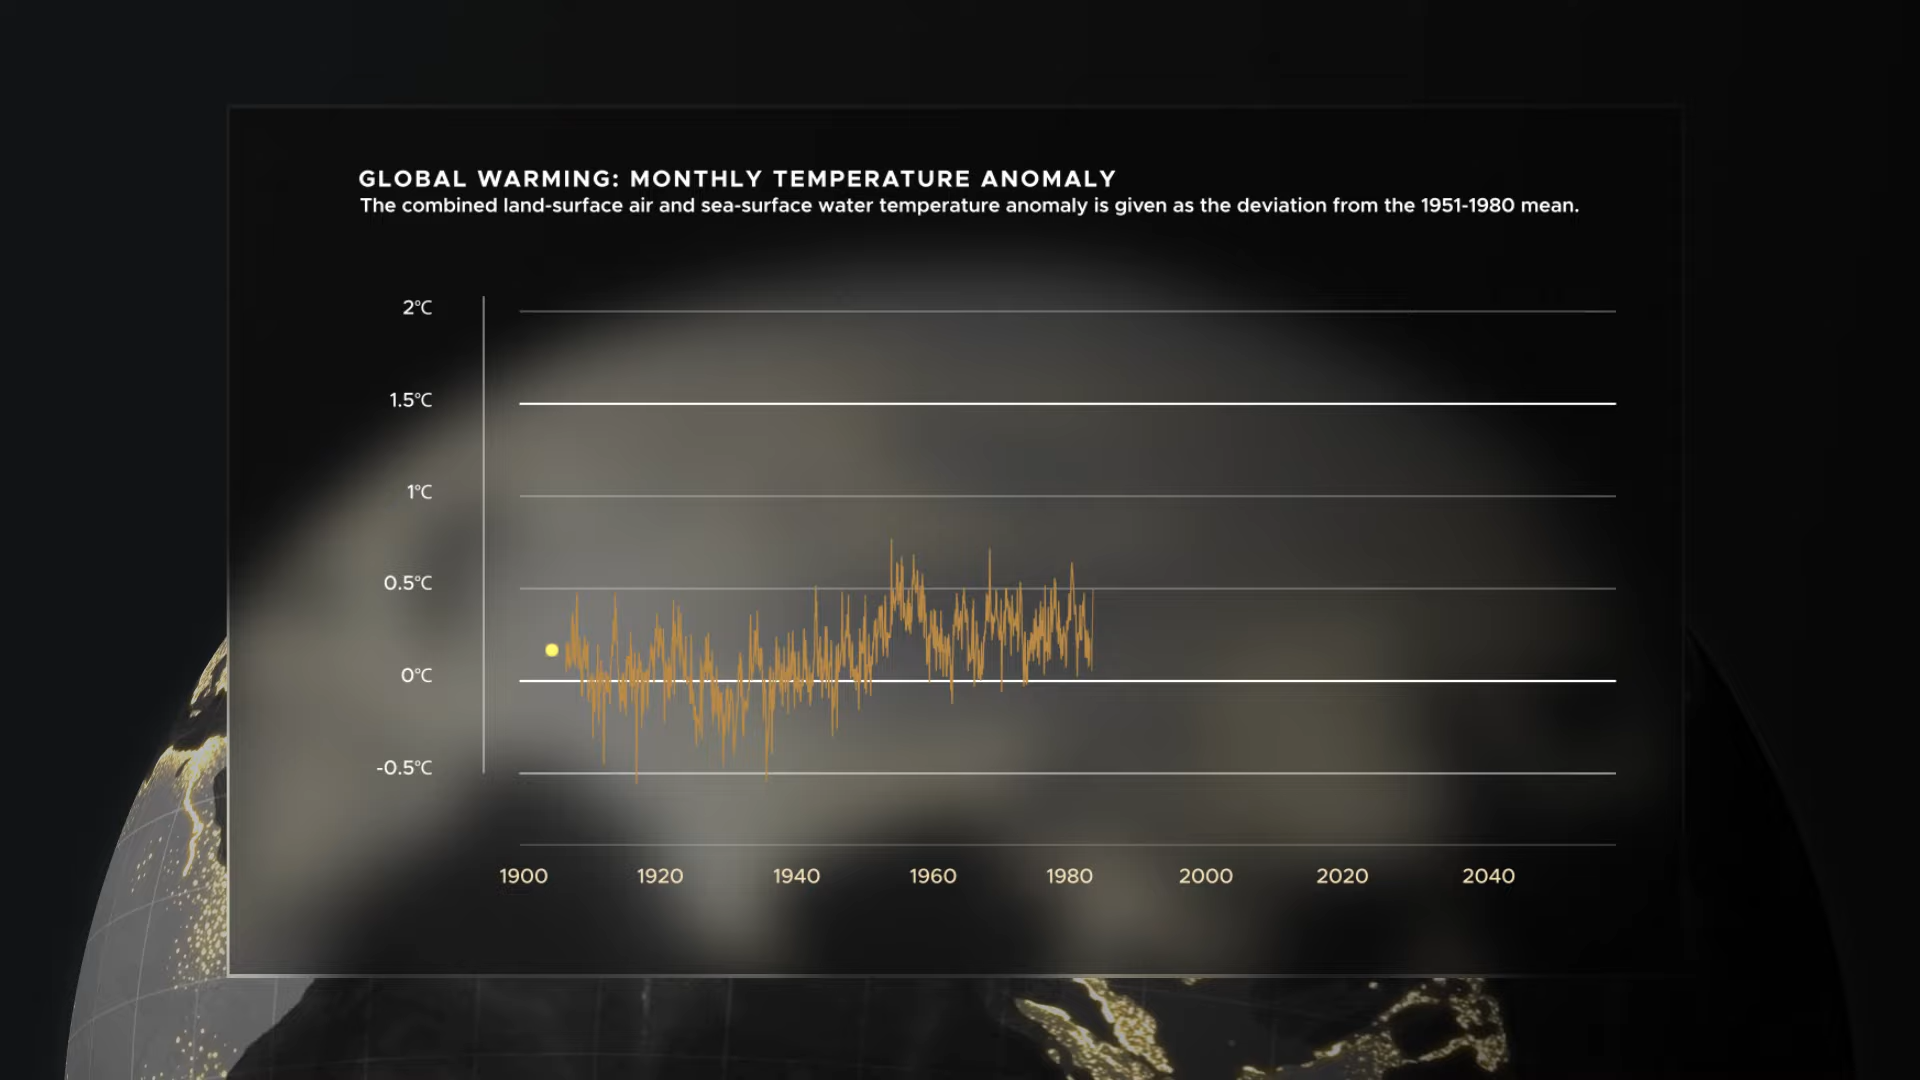 GLOBAL WARMING: MONTHLY TEMPERATURE ANOMALY
The combined land-surface air and sea-surface water temperature anomaly is given as the deviation from the 1951-1980 mean.
2°C
1.5°C
1°C
0.5°C
0°C
-0.5°C
1900 1920 1940 1960 1980 2000 2020 2040